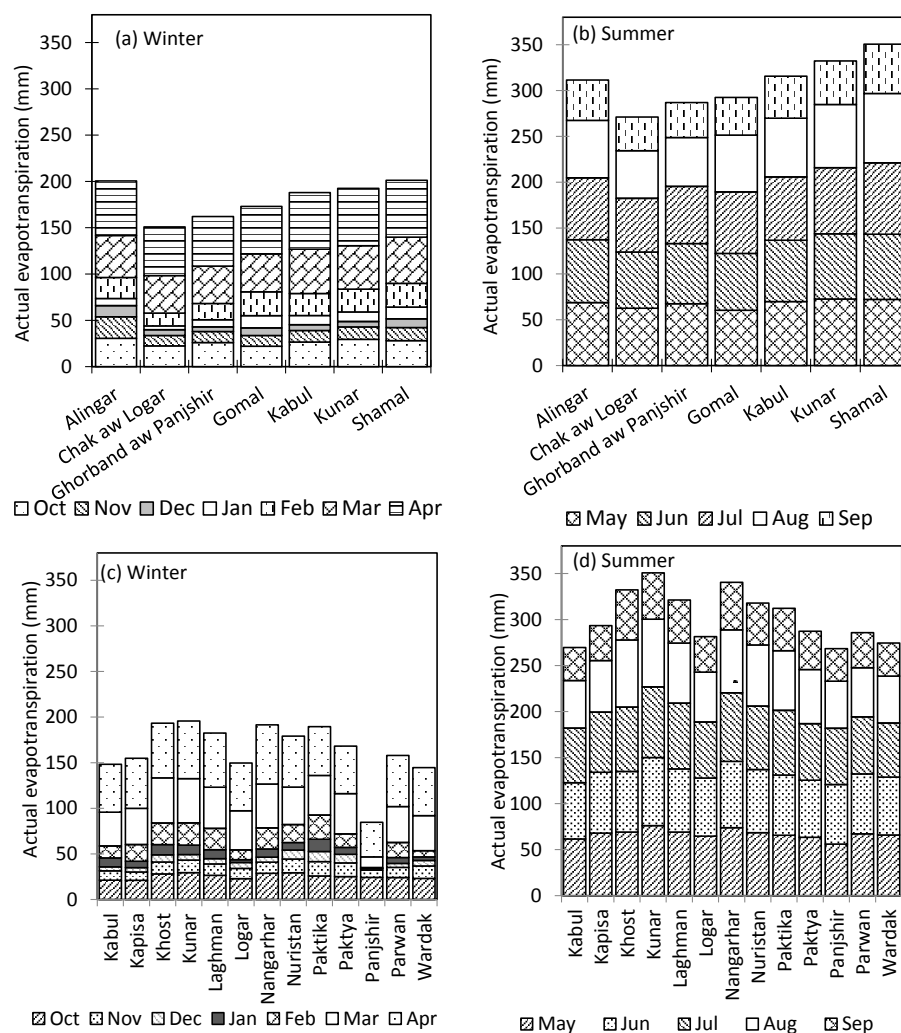 (a) Winter
Actual evapotranspiration (mm)
350
300
250
200
150
100
50
0
Alingar
Chak aw Logar
Ghorband aw Panjshir
Gomal
Kabul
Kunar
Shamal
Oct Nov Dec Jan Feb Mar Apr
(b) Summer
Actual evapotranspiration (mm)
350
300
250
200
150
100
50
0
Alingar
Chak aw Logar
Ghorband aw Panjshir
Gomal
Kabul
Kunar
Shamal
May Jun Jul Aug Sep
(c) Winter
Actual evapotranspiration (mm)
350
300
250
200
150
100
50
0
Kabul
Kapisa
Khost
Kunar
Laghman
Logar
Nangarhar
Nuristan
Paktika
Paktya
Panjshir
Parwan
Wardak
Oct Nov Dec Jan Feb Mar Apr
(d) Summer
Actual evapotranspiration (mm)
350
300
250
200
150
100
50
0
Kabul
Kapisa
Khost
Kunar
Laghman
Logar
Nangarhar
Nuristan
Paktika
Paktya
Panjshir
Parwan
Wardak
May Jun Jul Aug Sep